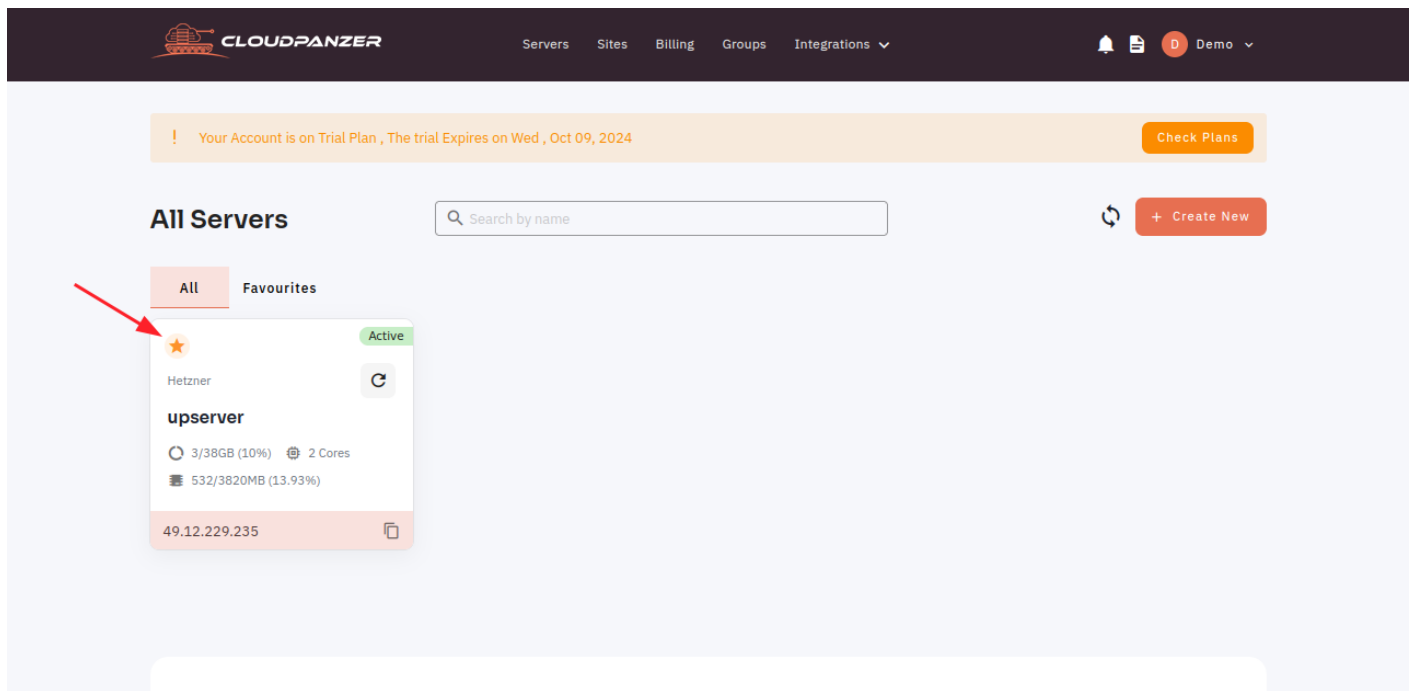 CLOUDPANZER
Servers Sites Billing Groups Integrations
D Demo
! Your Account is on Trial Plan , The trial Expires on Wed , Oct 09, 2024
Check Plans
All Servers
Search by name
+ Create New
All Favourites
Active
Hetzner
upserver
3/38GB (10%) 2 Cores
532/3820MB (13.93%)
49.12.229.235